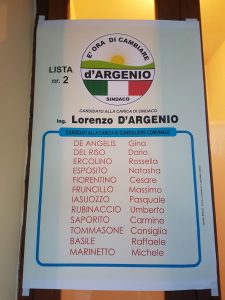 E' ORA DI CAMBIARE
d'ARGENIO
SINDACO
LISTA
nr. 2
CANDIDATO ALLA CARICA DI SINDACO
ing. Lorenzo D'ARGENIO
CANDIDATI ALLA CARICA DI CONSIGLIERE COMUNALE
DE ANGELIS Gina
DEL RISO Dario
ERCOLINO Rossella
ESPOSITO Natasha
FIORENTINO Cesare
FRUNCILLO Massimo
IASUOZZO Pasquale
RUBINACCIO Umberto
SAPORITO Carmine
TOMMASONE Consiglia
BASILE Raffaele
MARINETTO Michele